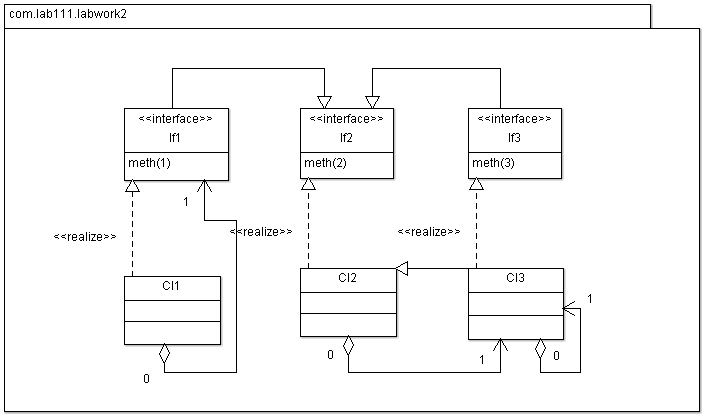 com.lab111.labwork2
<<interface>>
If1
meth(1)
<<interface>>
If2
meth(2)
<<interface>>
If3
meth(3)
1
<<realize>>
<<realize>>
<<realize>>
Cl1
Cl2
Cl3
1
0
0
1
0